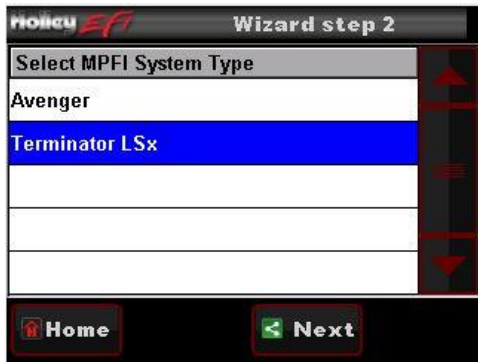 Holley EFI Wizard step 2
Select MPFI System Type
Avenger
Terminator LSx
Home Next